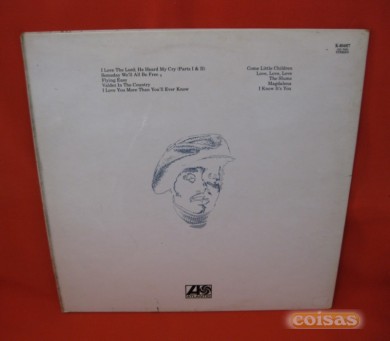 I Love The Lord; He Heard My Cry (Parts I & II)
Someday We'll All Be Free
Flying Easy
Valdez In The Country
I Love You More Than You'll Ever Know
Come Little Children
Love, Love, Love
The Slums
Magdalena
I Know It's You
ATLANTIC
coisas